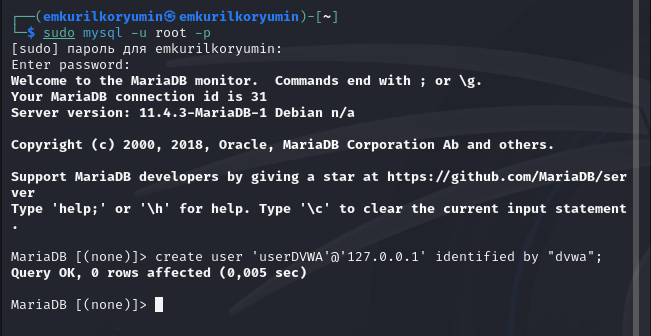 ┌──(emkurilkoryumin㉿emkurilkoryumin)-[~]
└─$ sudo mysql -u root -p
[sudo] пароль для emkurilkoryumin:
Enter password:
Welcome to the MariaDB monitor.  Commands end with ; or \g.
Your MariaDB connection id is 31
Server version: 11.4.3-MariaDB-1 Debian n/a
Copyright (c) 2000, 2018, Oracle, MariaDB Corporation Ab and others.
Support MariaDB developers by giving a star at https://github.com/MariaDB/ser
ver
Type 'help;' or '\h' for help. Type '\c' to clear the current input statement
.
MariaDB [(none)]> create user 'userDVWA'@'127.0.0.1' identified by "dvwa";
Query OK, 0 rows affected (0,005 sec)
MariaDB [(none)]>